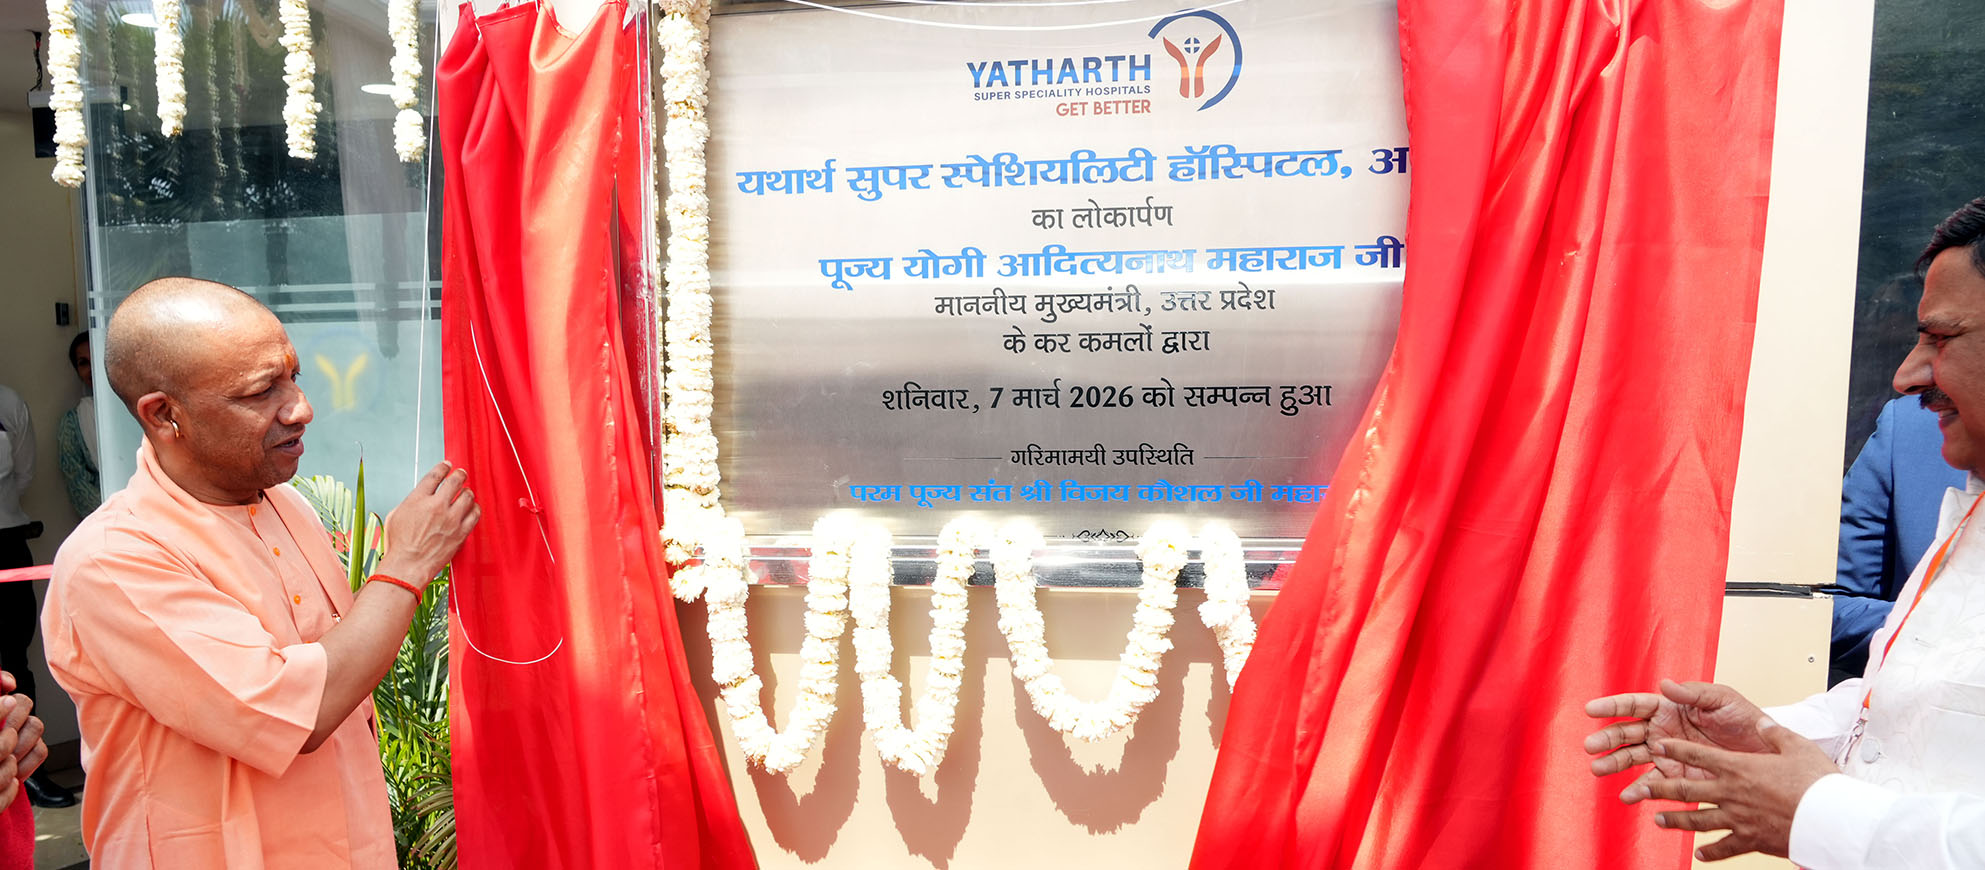 YATHARTH
SUPER SPECIALITY HOSPITALS
GET BETTER
यथार्थ सुपर स्पेशियलिटी हॉस्पिटल, अ
का लोकार्पण
पूज्य योगी आदित्यनाथ महाराज जी
माननीय मुख्यमंत्री, उत्तर प्रदेश
के कर कमलों द्वारा
शनिवार, 7 मार्च 2026 को सम्पन्न हुआ
गरिमामयी उपस्थिति
परम पूज्य संत श्री विजय कौशल जी महा